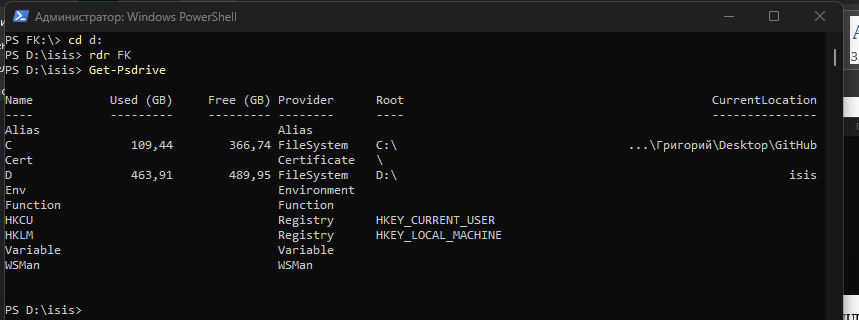 Администратор: Windows PowerShell
PS FK:\> cd d:
PS D:\isis> rdr FK
PS D:\isis> Get-Psdrive
Name Used (GB) Free (GB) Provider Root CurrentLocation
---- --------- --------- -------- ---- ---------------
Alias Alias
C 109,44 366,74 FileSystem C:\ ...\Григорий\Desktop\GitHub
Cert Certificate \
D 463,91 489,95 FileSystem D:\ isis
Env Environment
Function Function
HKCU Registry HKEY_CURRENT_USER
HKLM Registry HKEY_LOCAL_MACHINE
Variable Variable
WSMan WSMan
PS D:\isis>